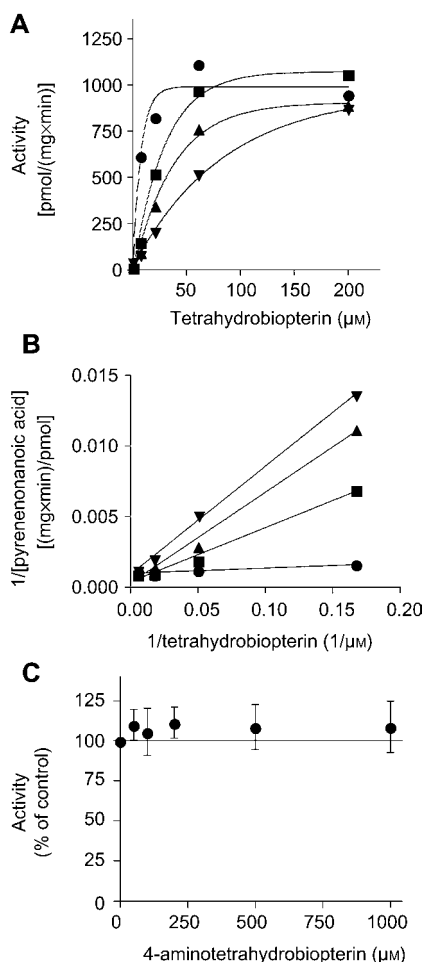 A
Activity
[pmol/(mg×min)]
1250
1000
750
500
250
0
50
100
150
200
Tetrahydrobiopterin (µM)
B
1/[pyrenenonanoic acid]
[(mg×min)/pmol]
0.015
0.010
0.005
0.000
0.00
0.05
0.10
0.15
0.20
1/tetrahydrobiopterin (1/µM)
C
Activity
(% of control)
125
100
75
50
25
0
0
250
500
750
1000
4-aminotetrahydrobiopterin (µM)